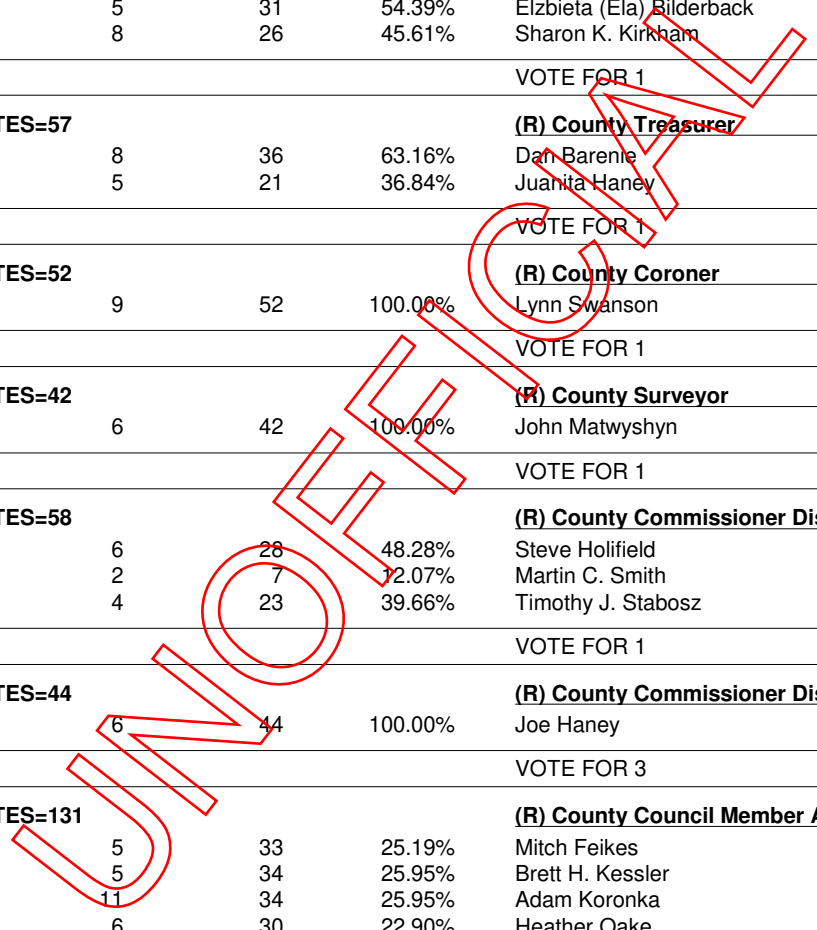 5 31 54.39% Elzbieta (Ela) Bilderback
8 26 45.61% Sharon K. Kirkham
VOTE FOR 1
TES=57 (R) County Treasurer
8 36 63.16% Dan Barenie
5 21 36.84% Juanita Haney
VOTE FOR 1
TES=52 (R) County Coroner
9 52 100.00% Lynn Swanson
VOTE FOR 1
TES=42 (R) County Surveyor
6 42 100.00% John Matwyshyn
VOTE FOR 1
TES=58 (R) County Commissioner Dis
6 28 48.28% Steve Holifield
2 7 12.07% Martin C. Smith
4 23 39.66% Timothy J. Stabosz
VOTE FOR 1
TES=44 (R) County Commissioner Dis
6 44 100.00% Joe Haney
VOTE FOR 3
TES=131 (R) County Council Member A
5 33 25.19% Mitch Feikes
5 34 25.95% Brett H. Kessler
11 34 25.95% Adam Koronka
6 30 22.90% Heather Oake
UNOFFICIAL